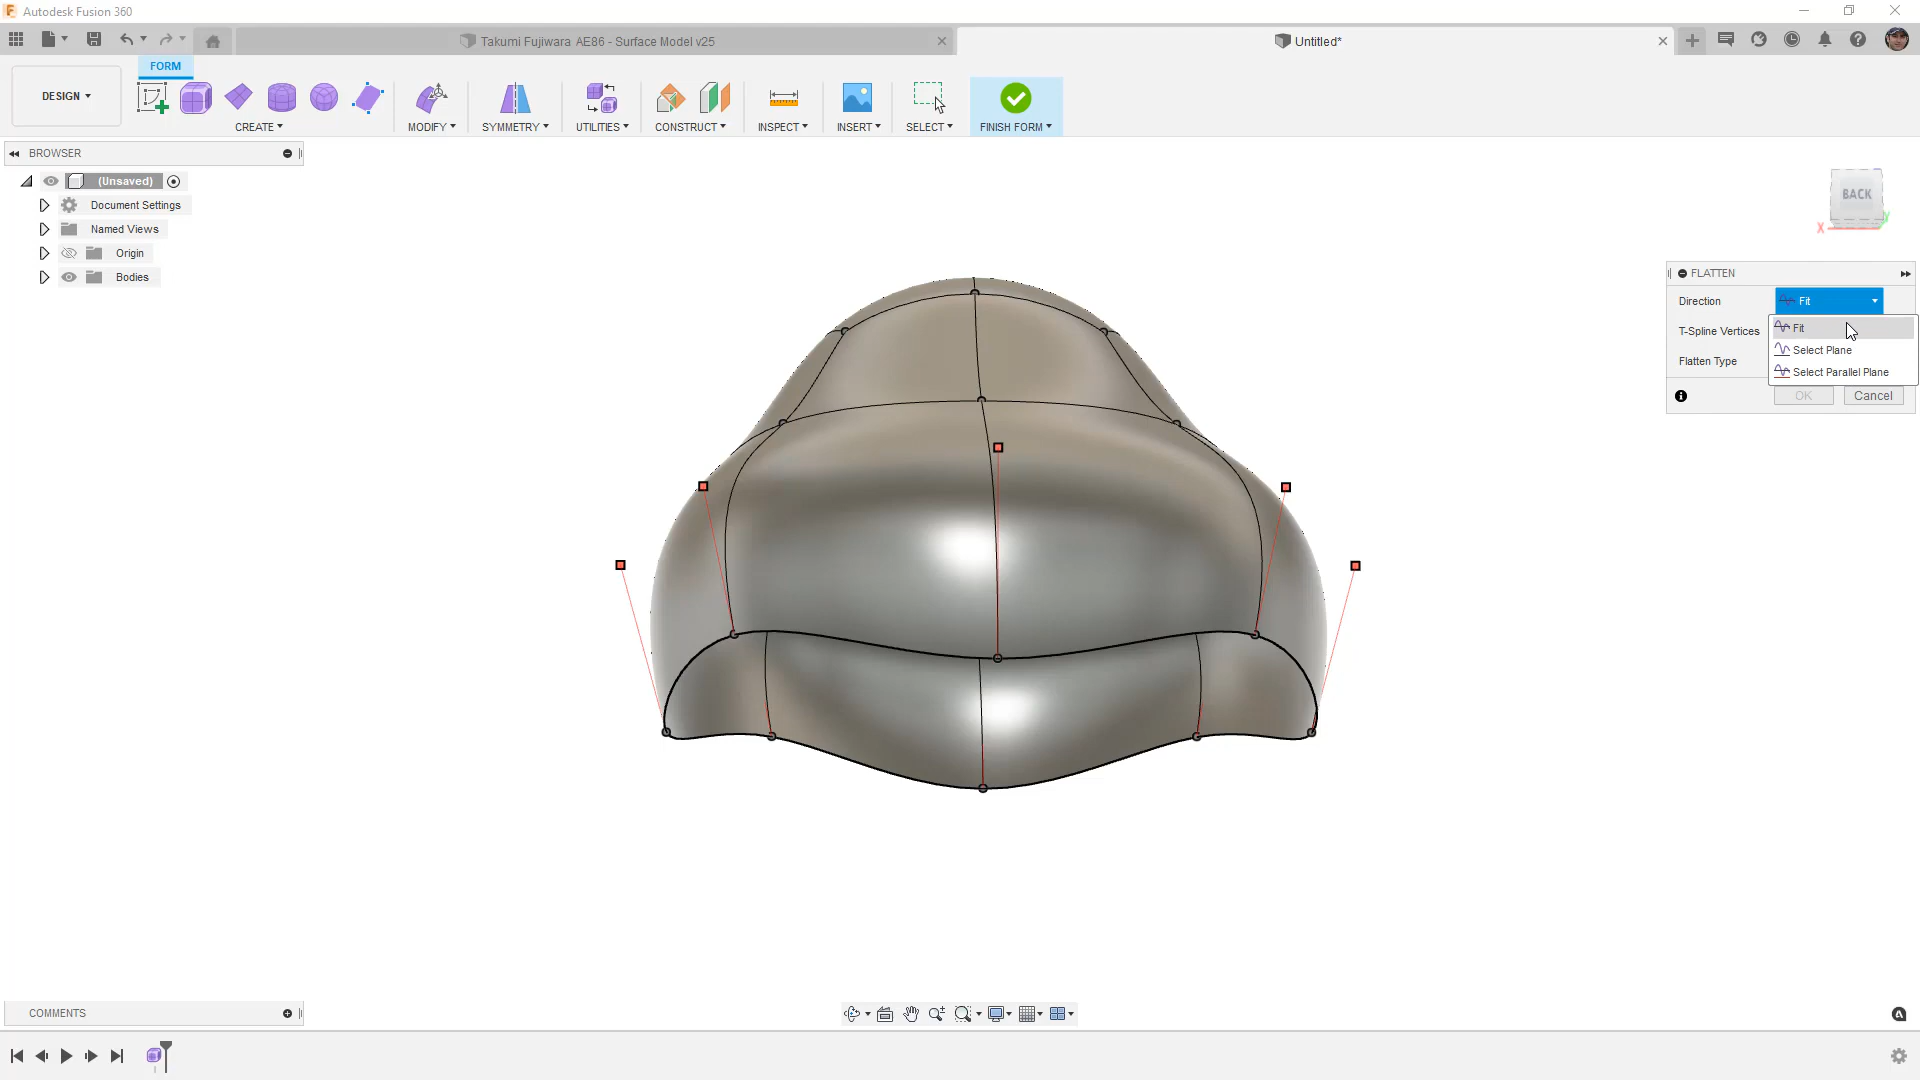 Autodesk Fusion 360
Takumi Fujiwara AE86 - Surface Model v25
Untitled*
FORM
DESIGN
CREATE
MODIFY
SYMMETRY
UTILITIES
CONSTRUCT
INSPECT
INSERT
SELECT
FINISH FORM
BROWSER
(Unsaved)
Document Settings
Named Views
Origin
Bodies
BACK
X
Y
FLATTEN
Direction
Fit
Fit
T-Spline Vertices
Select Plane
Flatten Type
Select Parallel Plane
OK
Cancel
COMMENTS